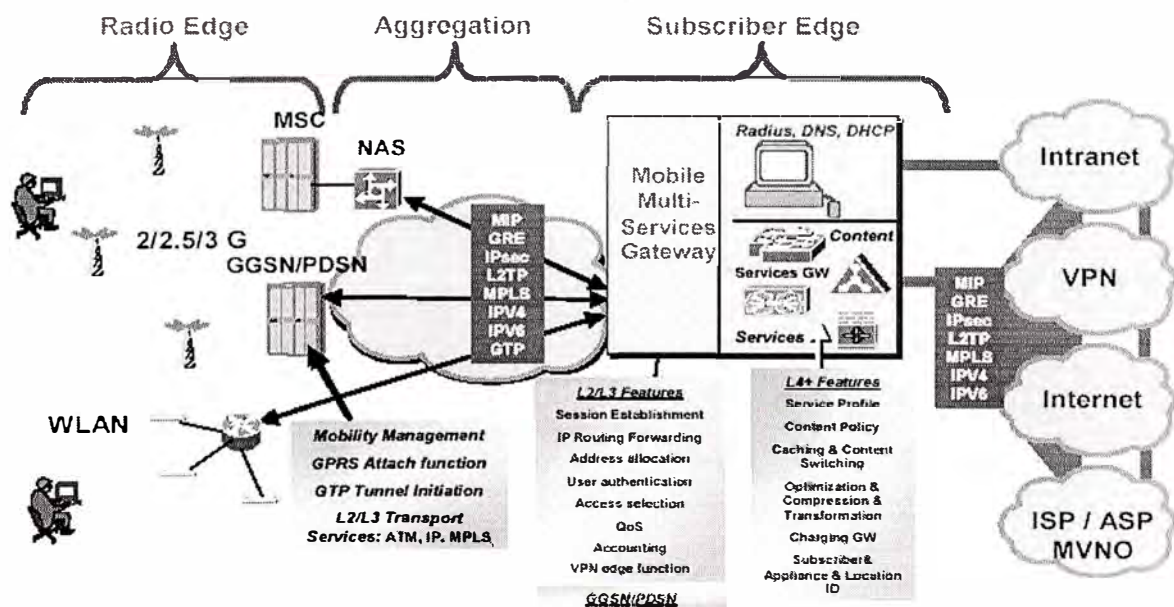 Radio Edge
Aggregation
Subscriber Edge
MSC
NAS
2/2.5/3 G
GGSN/PDSN
WLAN
MIP
GRE
IPsec
L2TP
MPLS
IPV4
IPV6
GTP
Mobile
Multi-
Services
Gateway
Radius, DNS, DHCP
Content
Services GW
Services
Intranet
VPN
Internet
ISP / ASP
MVNO
MIP
GRE
IPsec
L2TP
MPLS
IPV4
IPV6
Mobility Management
GPRS Attach function
GTP Tunnel Initiation
L2/L3 Transport
Services: ATM, IP, MPLS
L2/L3 Features
Session Establishment
IP Routing Forwarding
Address allocation
User authentication
Access selection
QoS
Accounting
VPN edge function
GGSN/PDSN
L4+ Features
Service Profile
Content Policy
Caching & Content
Switching
Optimization &
Compression &
Transformation
Charging GW
Subscriber &
Appliance & Location
ID